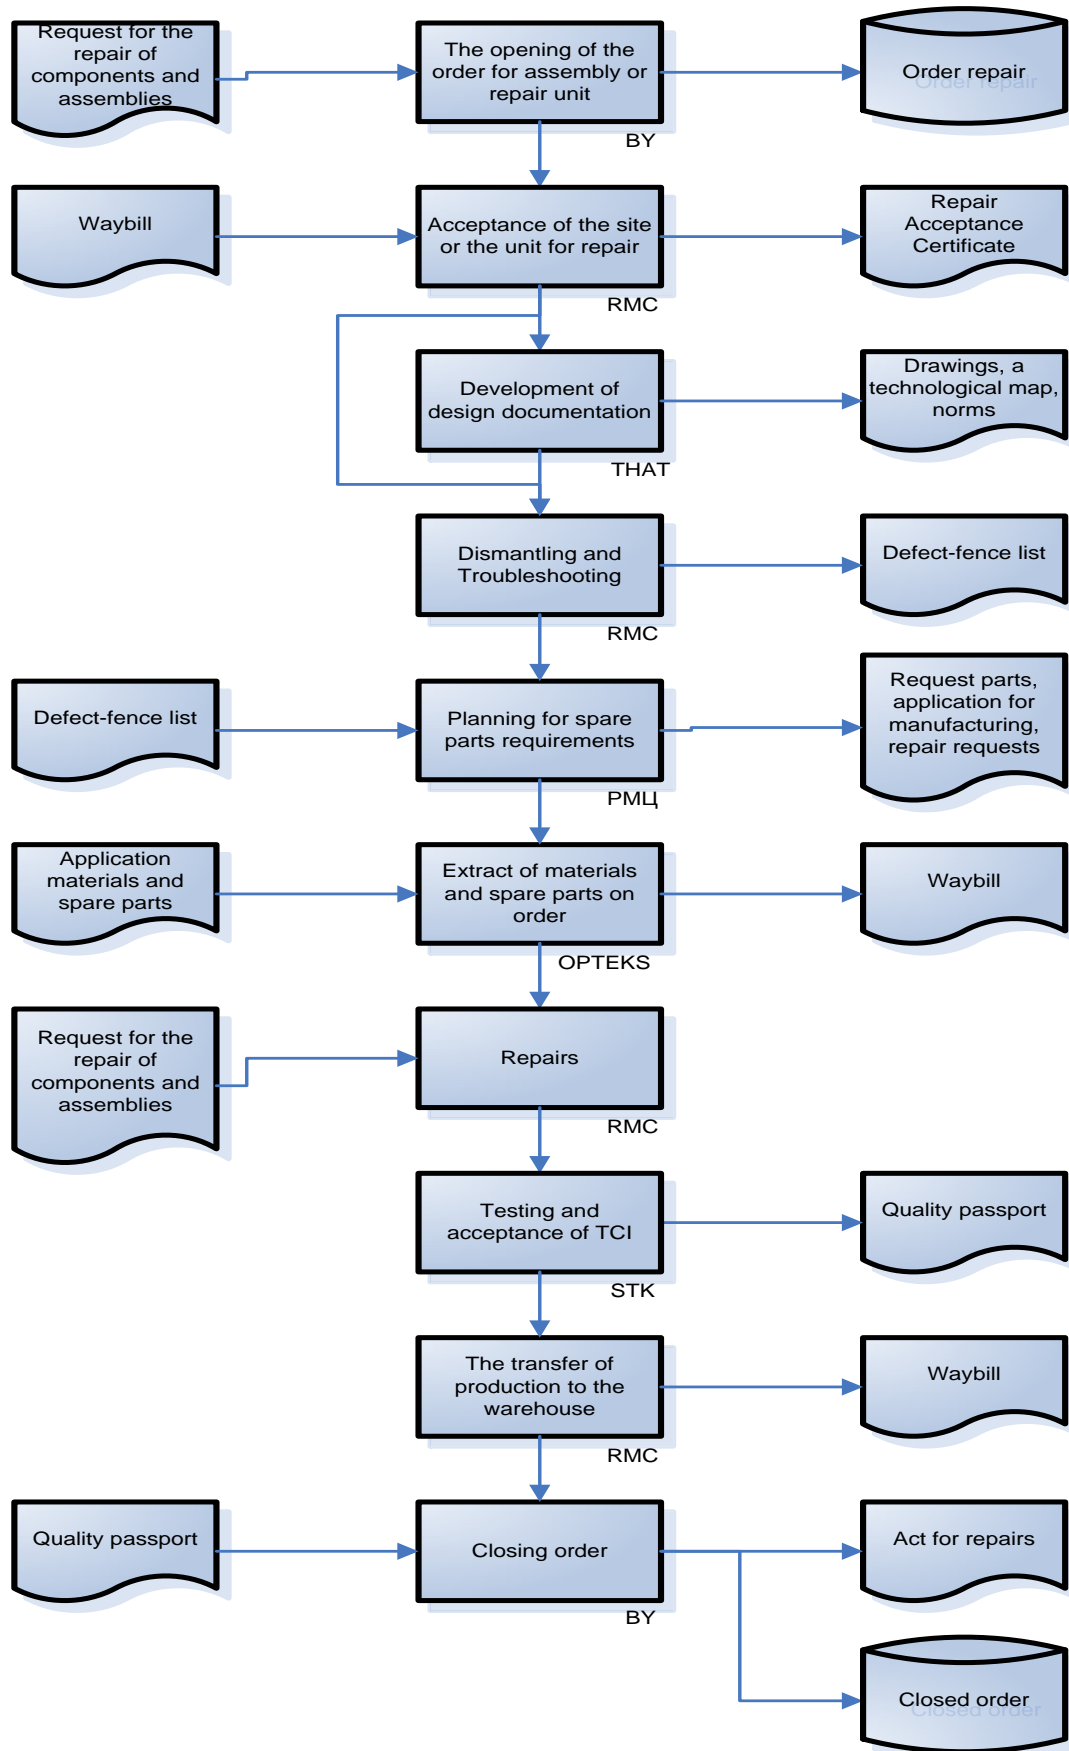 Request for the
repair of
components and
assemblies
The opening of the
order for assembly or
repair unit
Order repair
BY
Waybill
Acceptance of the site
or the unit for repair
Repair
Acceptance
Certificate
RMC
Development of
design documentation
Drawings, a
technological map,
norms
THAT
Dismantling and
Troubleshooting
Defect-fence list
RMC
Defect-fence list
Planning for spare
parts requirements
Request parts,
application for
manufacturing,
repair requests
РМЦ
Application
materials and
spare parts
Extract of materials
and spare parts on
order
Waybill
OPTEKS
Request for the
repair of
components and
assemblies
Repairs
RMC
Testing and
acceptance of TCI
Quality passport
STK
The transfer of
production to the
warehouse
Waybill
RMC
Quality passport
Closing order
Act for repairs
BY
Closed order